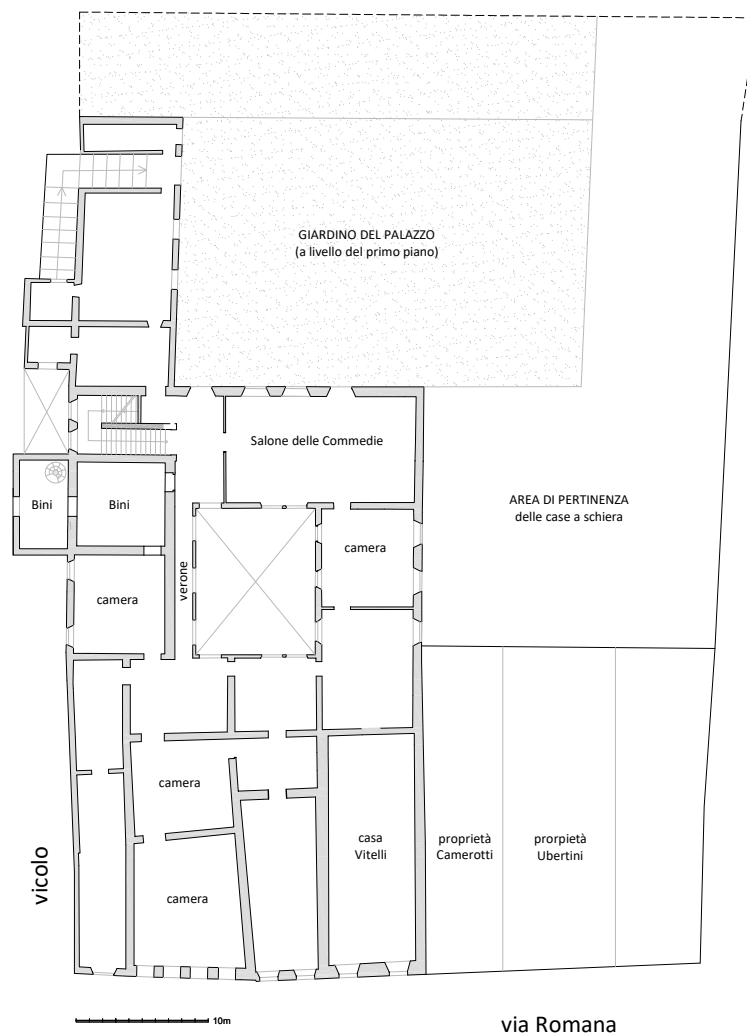 GIARDINO DEL PALAZZO
(a livello del primo piano)
Salone delle Commedie
Bini
Bini
AREA DI PERTINENZA
delle case a schiera
camera
verone
camera
camera
casa
Vitelli
proprietà
Camerotti
prorpietà
Ubertini
vicolo
camera
10m
via Romana